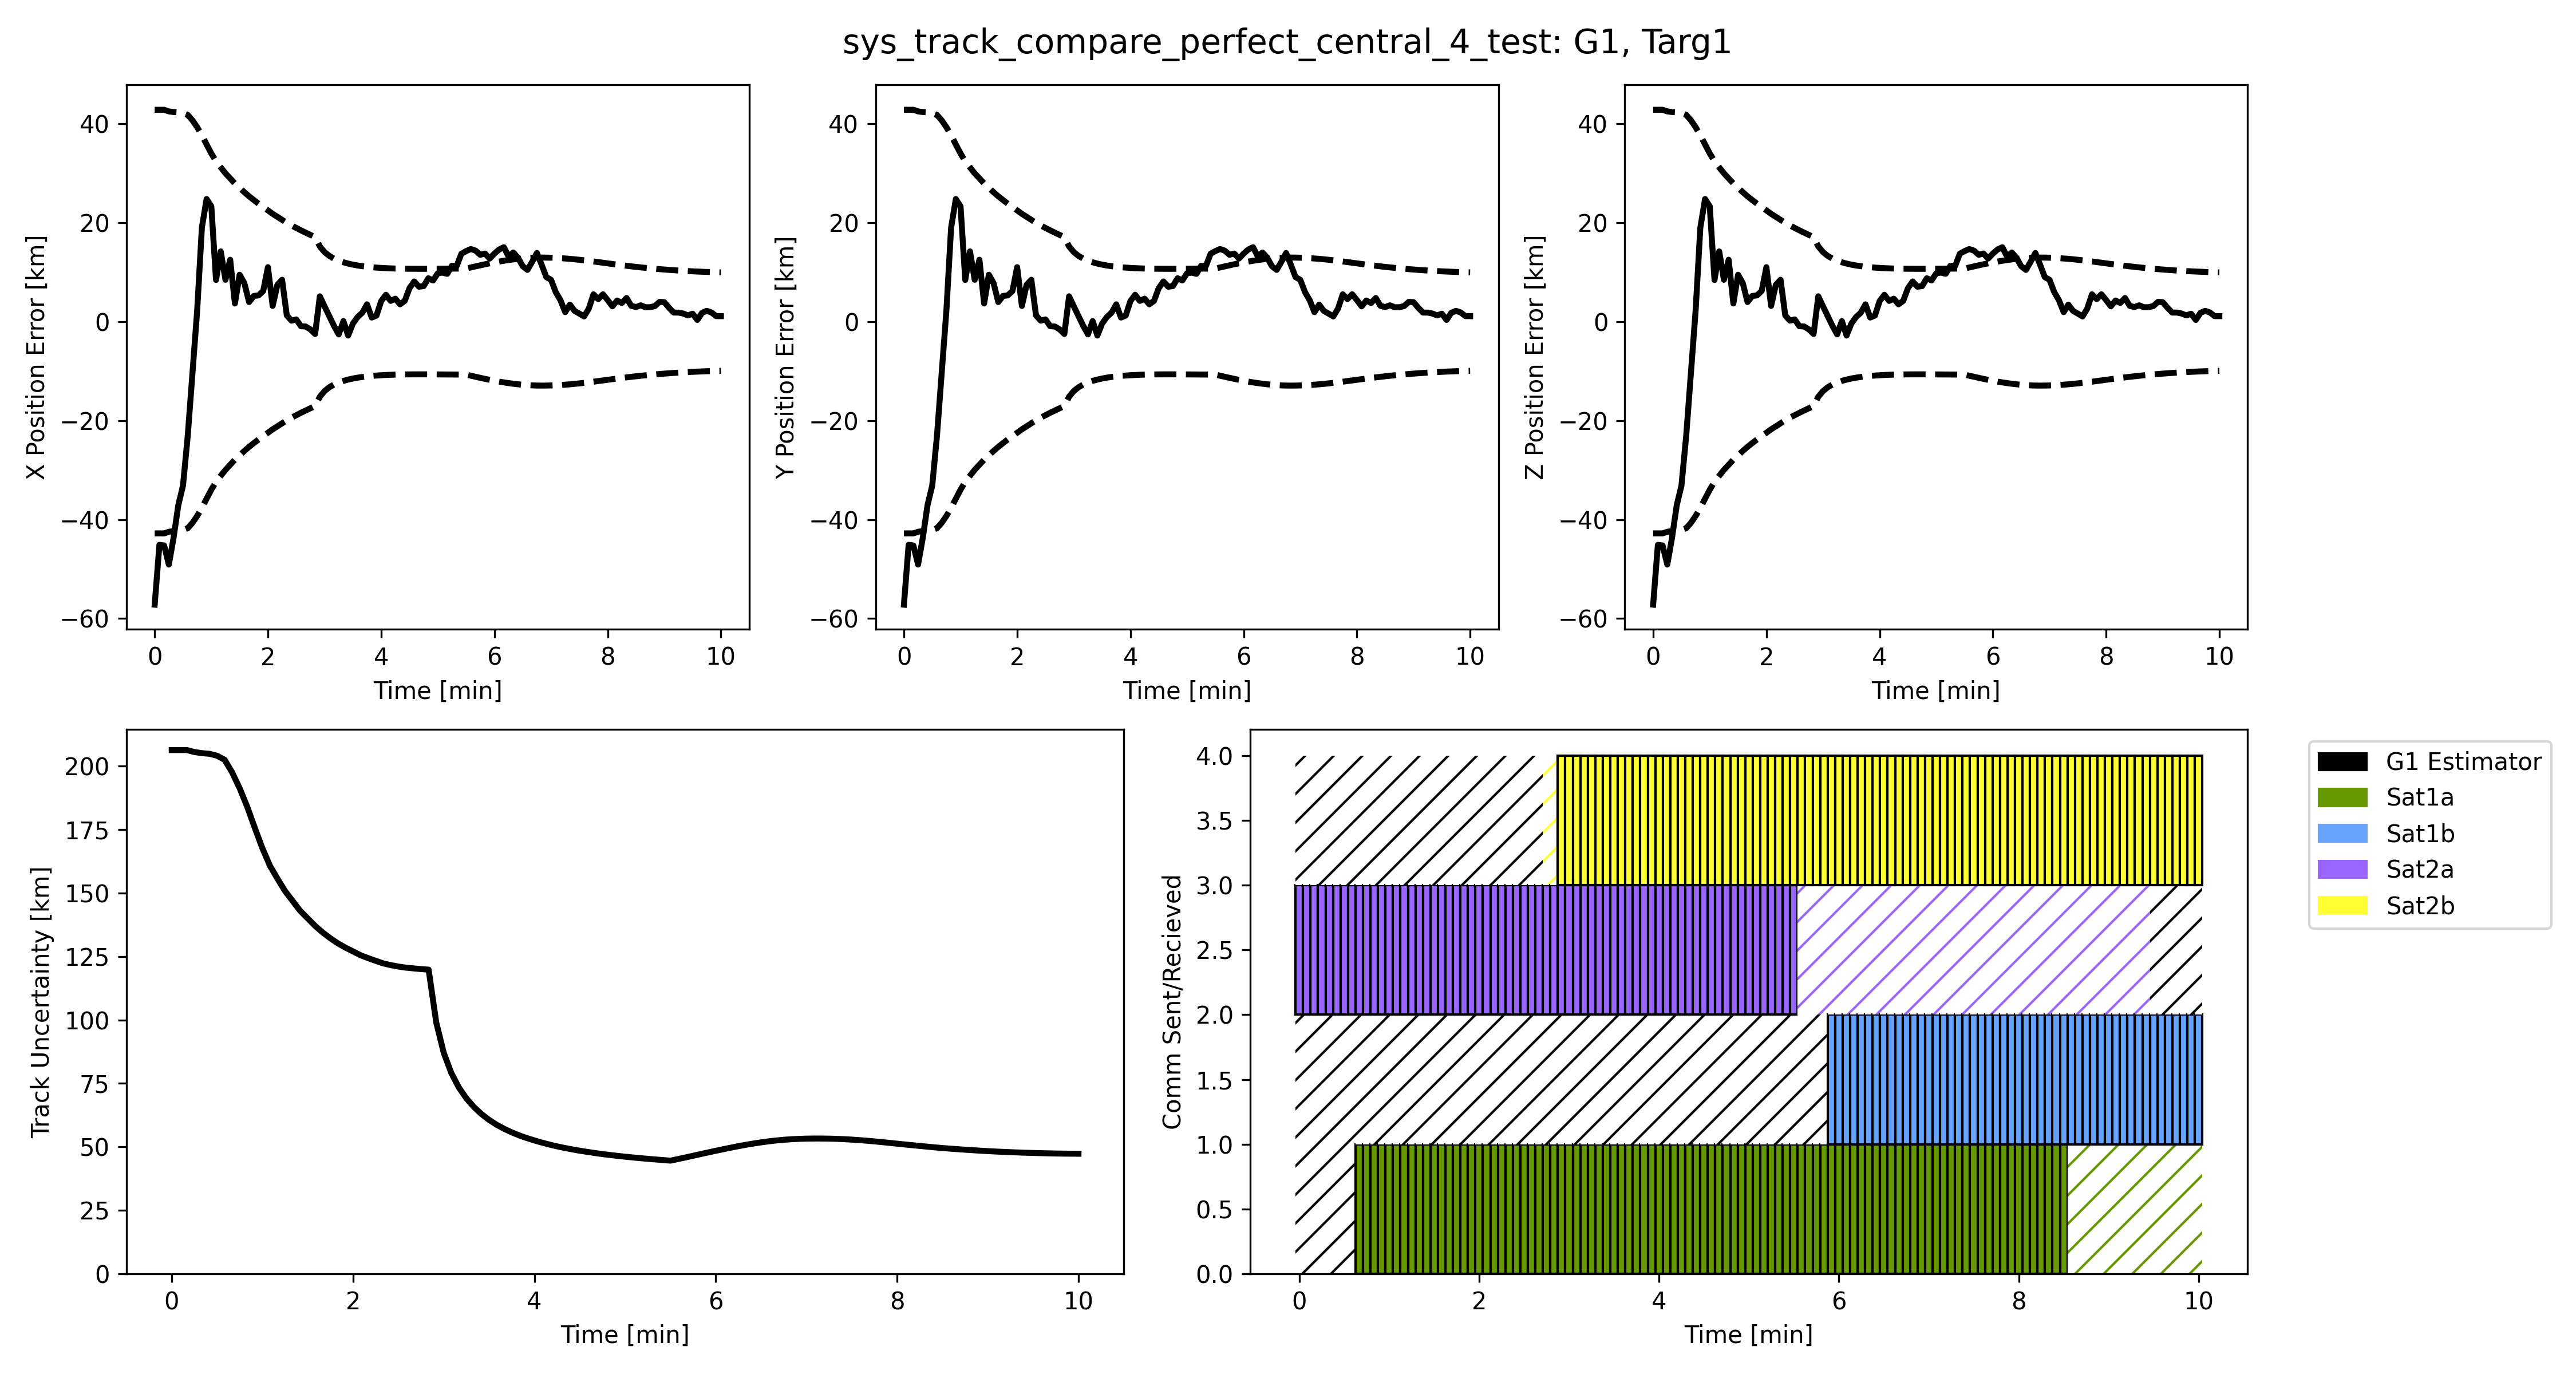 sys_track_compare_perfect_central_4_test: G1, Targ1
X Position Error [km]
40
20
0
−20
−40
−60
0 2 4 6 8 10
Time [min]
Y Position Error [km]
40
20
0
−20
−40
−60
0 2 4 6 8 10
Time [min]
Z Position Error [km]
40
20
0
−20
−40
−60
0 2 4 6 8 10
Time [min]
Track Uncertainty [km]
200
175
150
125
100
75
50
25
0
0 2 4 6 8 10
Time [min]
Comm Sent/Recieved
4.0
3.5
3.0
2.5
2.0
1.5
1.0
0.5
0.0
0 2 4 6 8 10
Time [min]
G1 Estimator
Sat1a
Sat1b
Sat2a
Sat2b